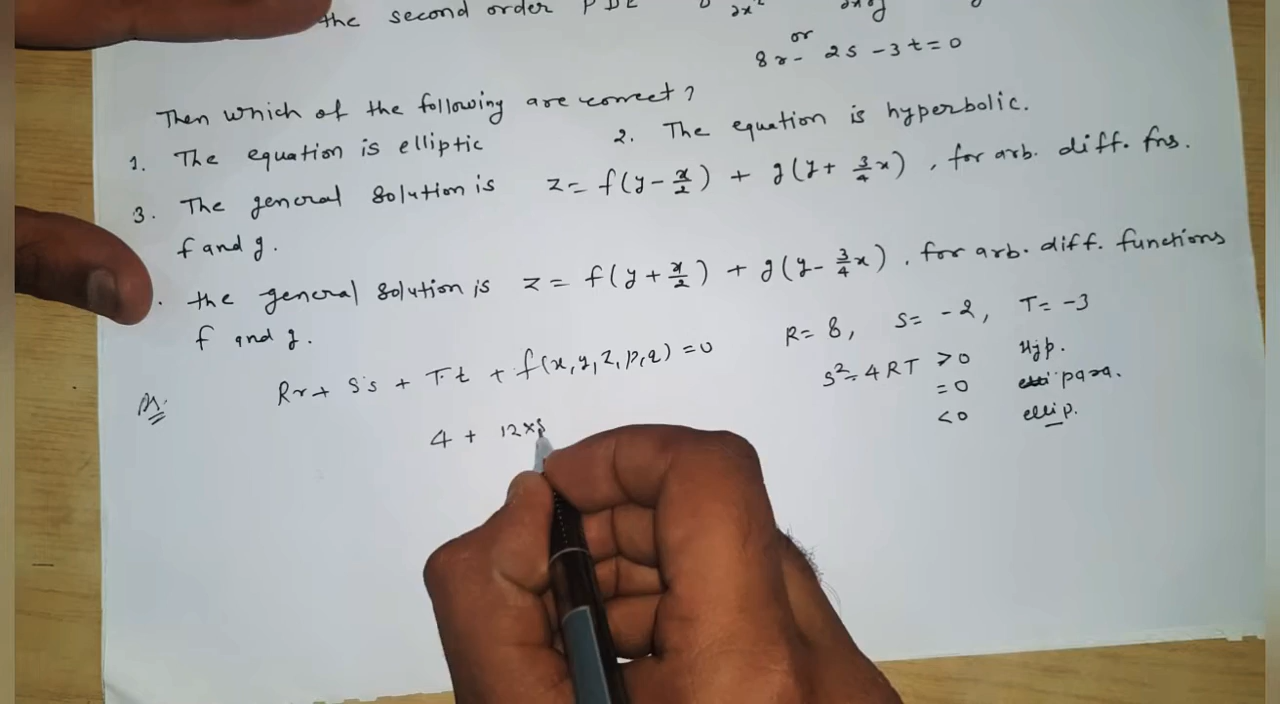 the second order PDE
or
8r - 2s - 3t = 0
Then which of the following are correct?
1. The equation is elliptic 2. The equation is hyperbolic.
3. The general solution is z = f(y - x/2) + g(y + 3/4 x), for arb. diff. fns.
f and g.
. the general solution is z = f(y + x/2) + g(y - 3/4 x). for arb. diff. functions
f and g.
Rr + Ss + T.t + f(x, y, z, p, q) = 0 R = 8, S = -2, T = -3
S² - 4RT > 0 Hyp.
= 0 para.
< 0 ellip.
4 + 12 ×